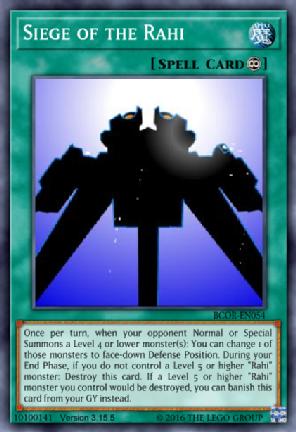 Siege of the Rahi
[Spell Card]
BCOR-EN054
Once per turn, when your opponent Normal or Special
Summons a Level 4 or lower monster(s): You can change 1 of
those monsters to face-down Defense Position. During your
End Phase, if you do not control a Level 5 or higher "Rahi"
monster: Destroy this card. If a Level 5 or higher "Rahi"
monster you control would be destroyed, you can banish this
card from your GY instead.
10100141 Version 3.15.5 ©2016 THE LEGO GROUP